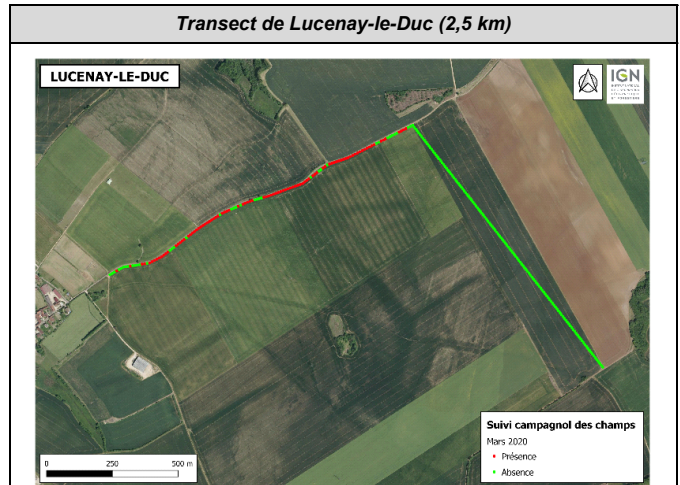 Transect de Lucenay-le-Duc (2,5 km)
LUCENAY-LE-DUC
IGN
Suivi campagnol des champs
Mars 2020
Présence
Absence
0 250 500 m